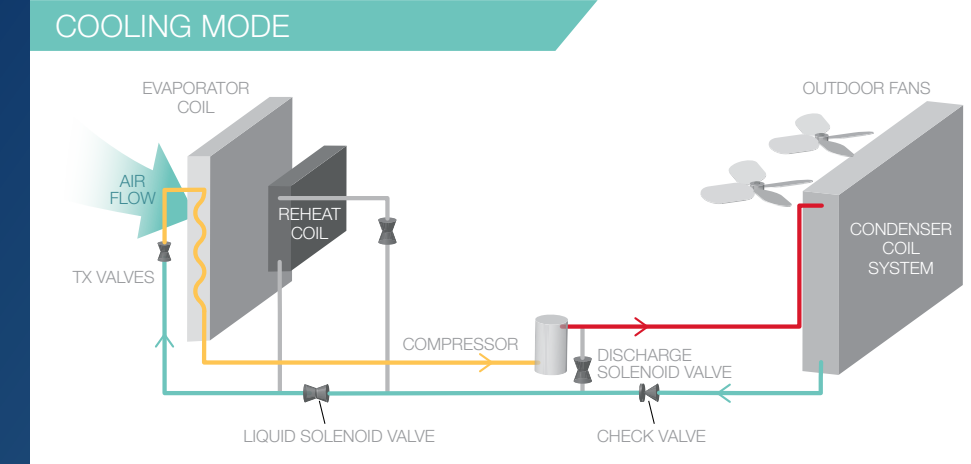 COOLING MODE
EVAPORATOR
COIL
OUTDOOR FANS
AIR
FLOW
REHEAT
COIL
CONDENSER
COIL
SYSTEM
TX VALVES
COMPRESSOR
DISCHARGE
SOLENOID VALVE
LIQUID SOLENOID VALVE
CHECK VALVE